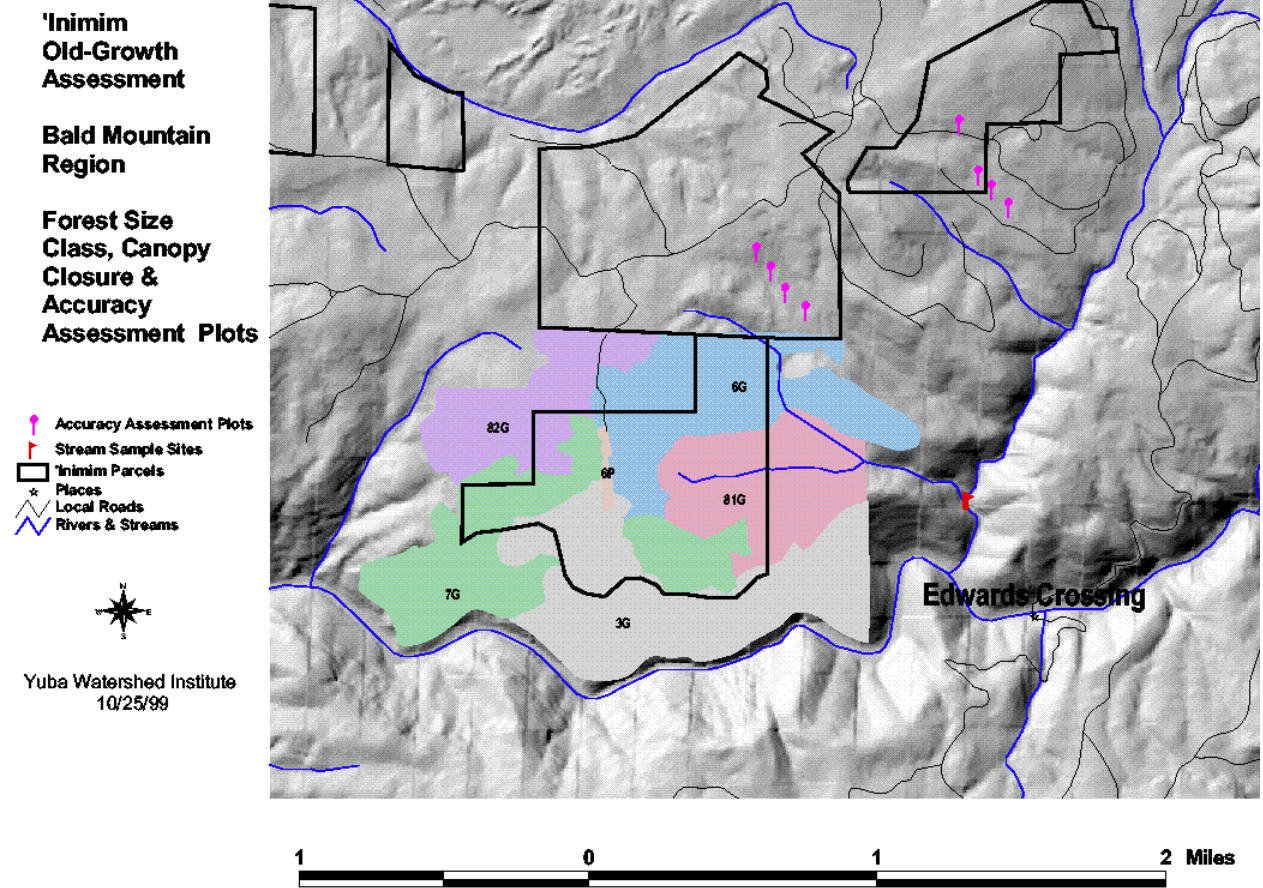 'Inimim
Old-Growth
Assessment
Bald Mountain
Region
Forest Size
Class, Canopy
Closure &
Accuracy
Assessment Plots
Accuracy Assessment Plots
Stream Sample Sites
'Inimim Parcels
Places
Local Roads
Rivers & Streams
N
W E
S
Yuba Watershed Institute
10/25/99
6G
82G
6P
81G
7G
3G
Edwards Crossing
1 0 1 2 Miles